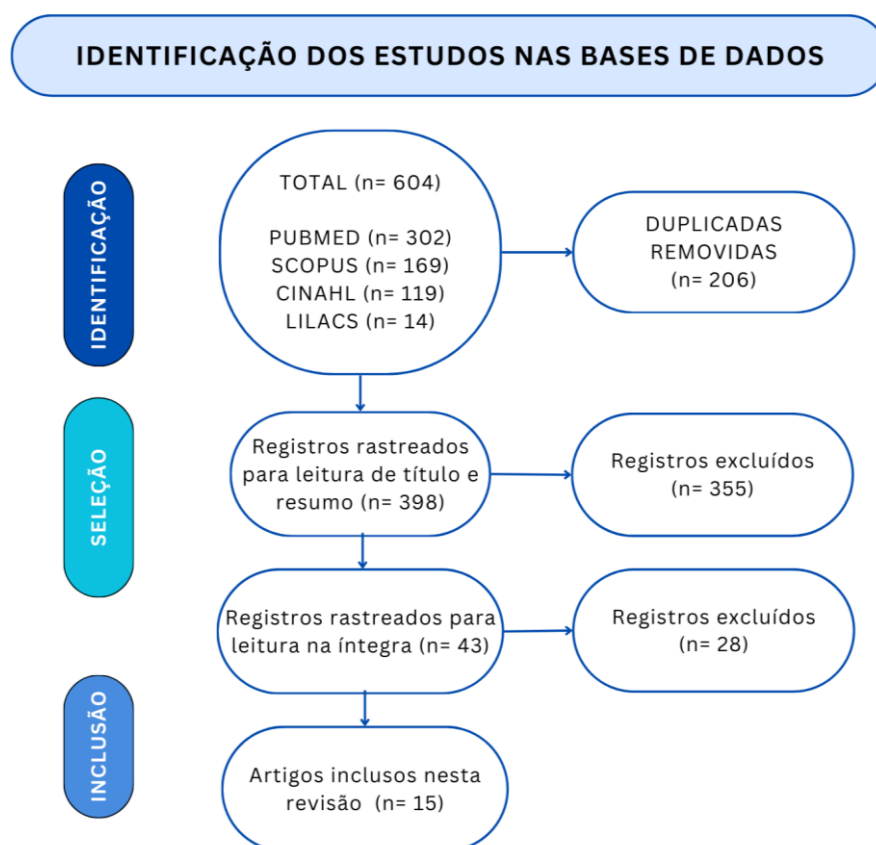 IDENTIFICAÇÃO DOS ESTUDOS NAS BASES DE DADOS
IDENTIFICAÇÃO
TOTAL (n= 604)
PUBMED (n= 302)
SCOPUS (n= 169)
CINAHL (n= 119)
LILACS (n= 14)
DUPLICADAS
REMOVIDAS
(n= 206)
SELEÇÃO
Registros rastreados
para leitura de título e
resumo (n= 398)
Registros excluídos
(n= 355)
Registros rastreados para
leitura na íntegra (n= 43)
Registros excluídos
(n= 28)
INCLUSÃO
Artigos inclusos nesta
revisão (n= 15)